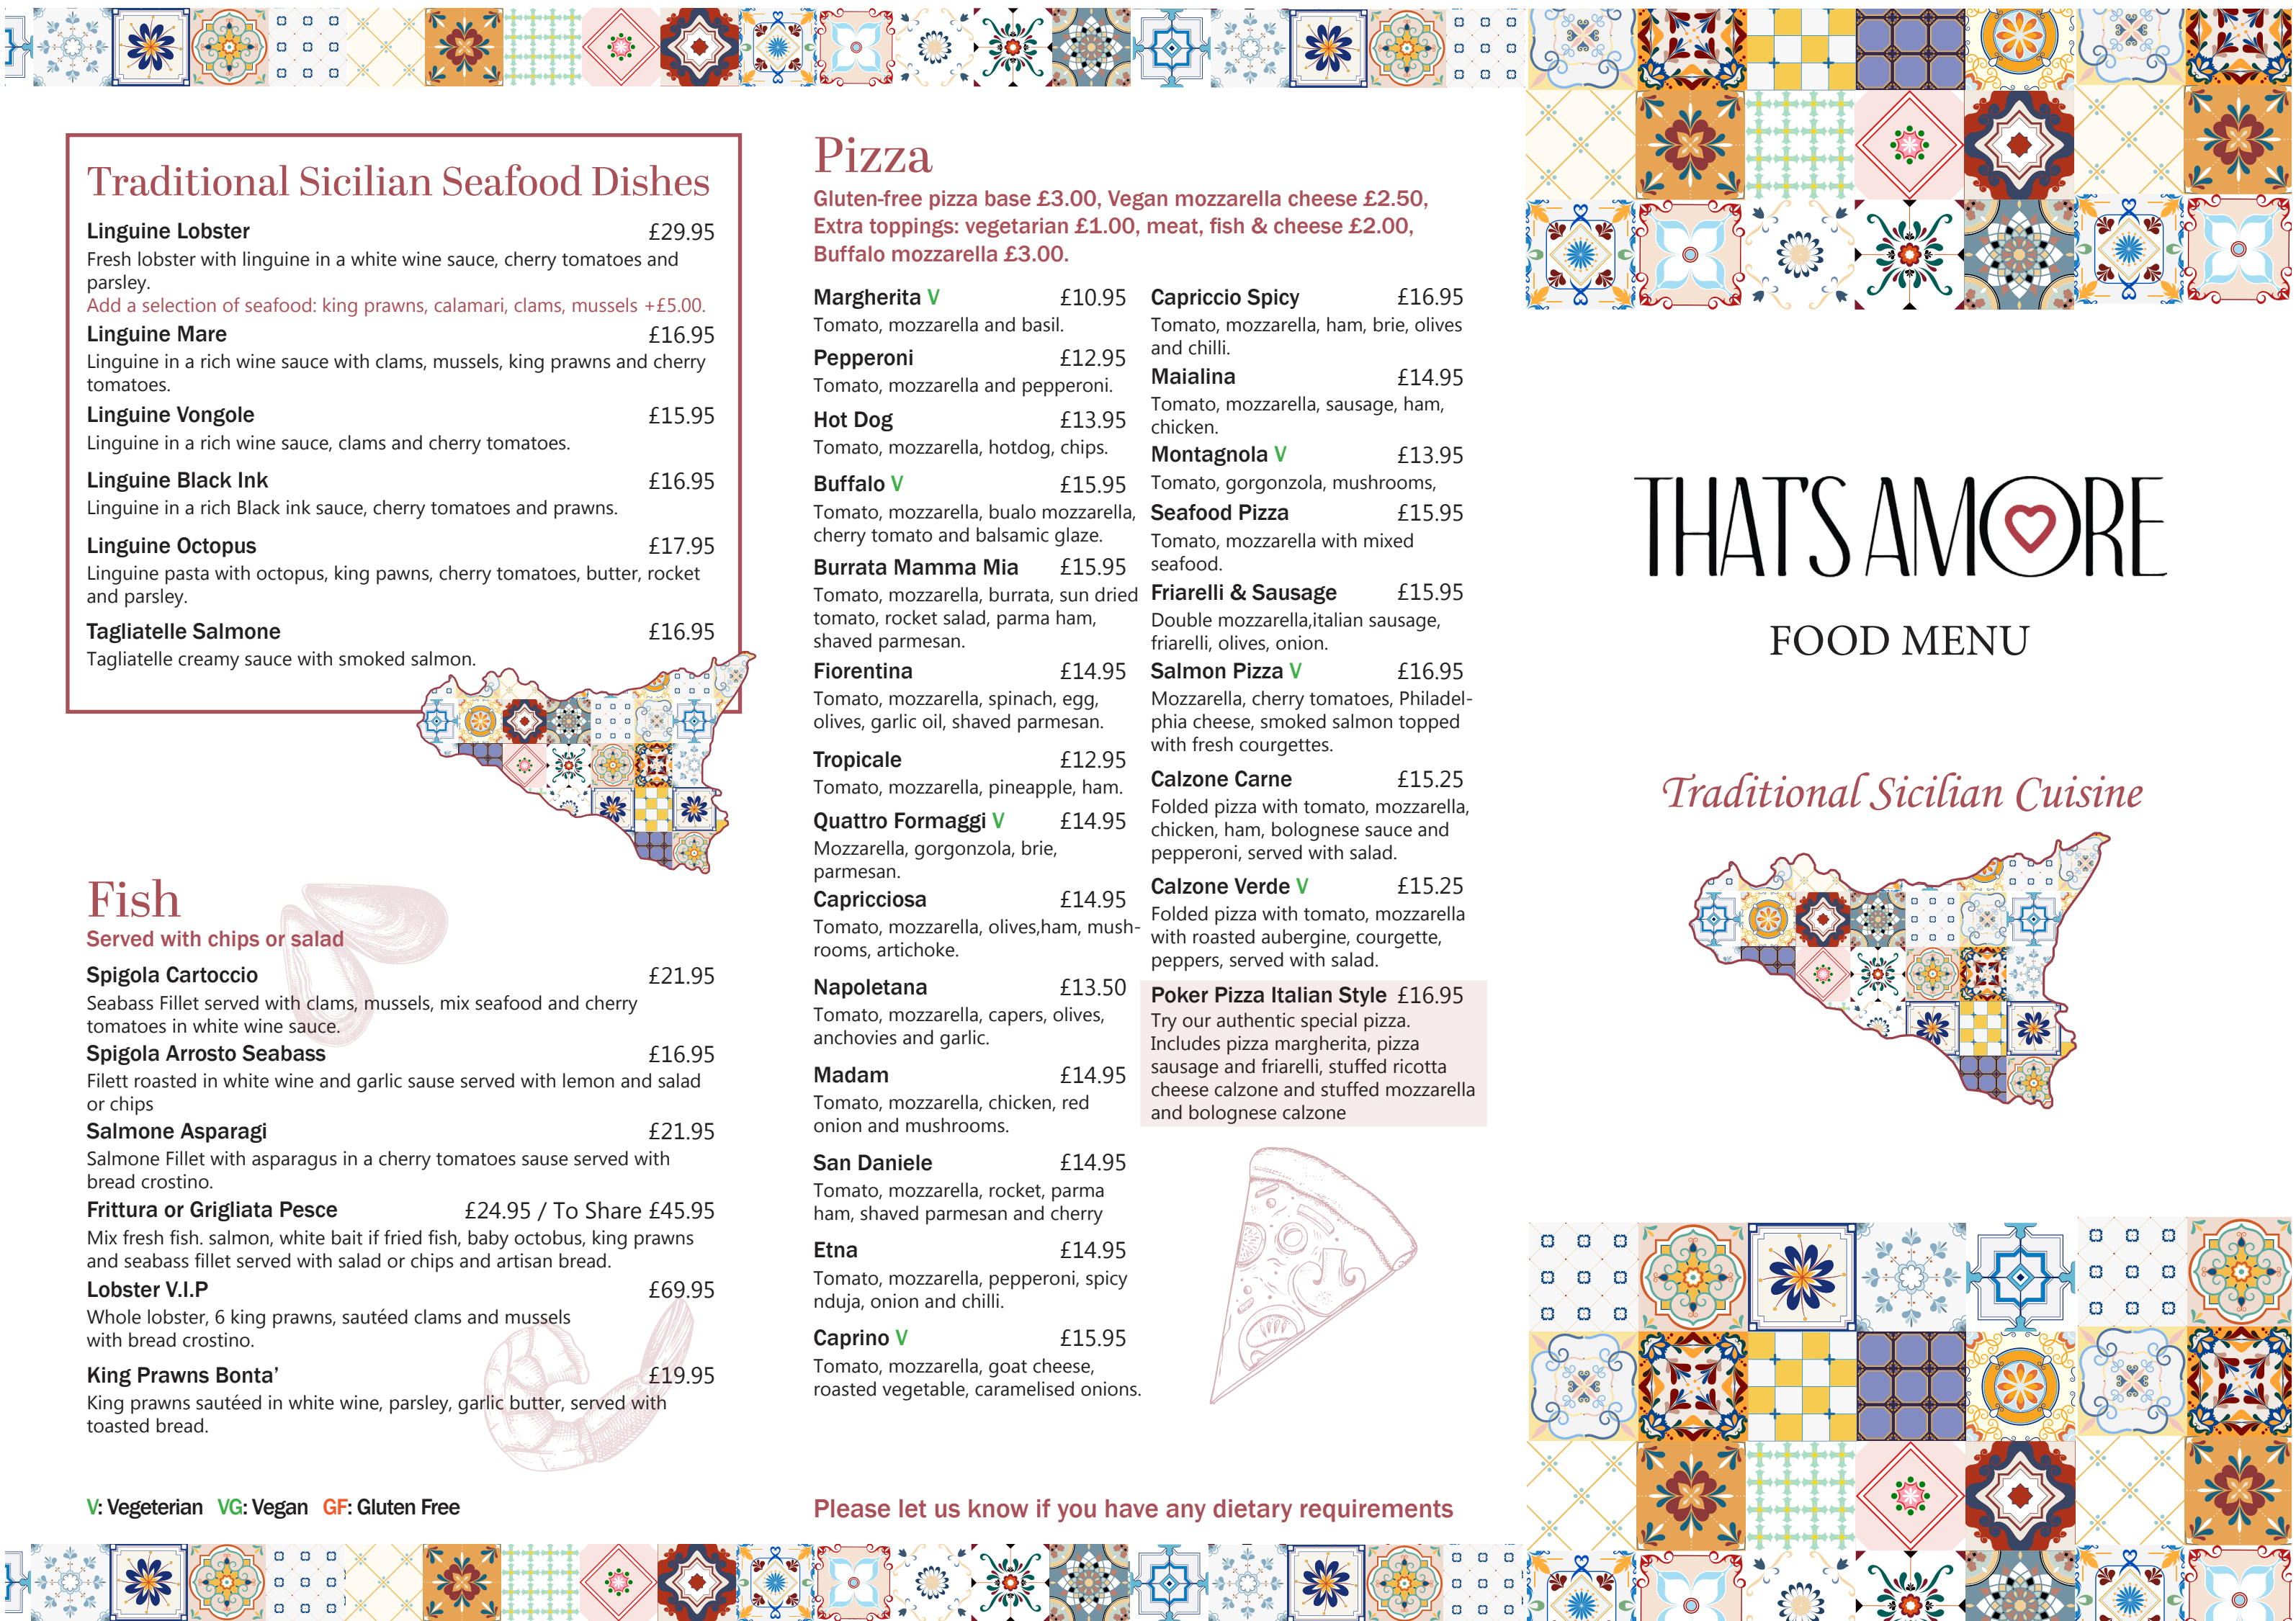 Traditional Sicilian Seafood Dishes
Linguine Lobster £29.95
Fresh lobster with linguine in a white wine sauce, cherry tomatoes and
parsley.
Add a selection of seafood: king prawns, calamari, clams, mussels +£5.00.
Linguine Mare £16.95
Linguine in a rich wine sauce with clams, mussels, king prawns and cherry
tomatoes.
Linguine Vongole £15.95
Linguine in a rich wine sauce, clams and cherry tomatoes.
Linguine Black Ink £16.95
Linguine in a rich Black ink sauce, cherry tomatoes and prawns.
Linguine Octopus £17.95
Linguine pasta with octopus, king pawns, cherry tomatoes, butter, rocket
and parsley.
Tagliatelle Salmone £16.95
Tagliatelle creamy sauce with smoked salmon.
Fish
Served with chips or salad
Spigola Cartoccio £21.95
Seabass Fillet served with clams, mussels, mix seafood and cherry
tomatoes in white wine sauce.
Spigola Arrosto Seabass £16.95
Filett roasted in white wine and garlic sause served with lemon and salad
or chips
Salmone Asparagi £21.95
Salmone Fillet with asparagus in a cherry tomatoes sause served with
bread crostino.
Frittura or Grigliata Pesce £24.95 / To Share £45.95
Mix fresh fish. salmon, white bait if fried fish, baby octobus, king prawns
and seabass fillet served with salad or chips and artisan bread.
Lobster V.I.P £69.95
Whole lobster, 6 king prawns, sautéed clams and mussels
with bread crostino.
King Prawns Bonta' £19.95
King prawns sautéed in white wine, parsley, garlic butter, served with
toasted bread.
V: Vegeterian VG: Vegan GF: Gluten Free
Pizza
Gluten-free pizza base £3.00, Vegan mozzarella cheese £2.50,
Extra toppings: vegetarian £1.00, meat, fish & cheese £2.00,
Buffalo mozzarella £3.00.
Margherita V £10.95
Tomato, mozzarella and basil.
Pepperoni £12.95
Tomato, mozzarella and pepperoni.
Hot Dog £13.95
Tomato, mozzarella, hotdog, chips.
Buffalo V £15.95
Tomato, mozzarella, bualo mozzarella,
cherry tomato and balsamic glaze.
Burrata Mamma Mia £15.95
Tomato, mozzarella, burrata, sun dried
tomato, rocket salad, parma ham,
shaved parmesan.
Fiorentina £14.95
Tomato, mozzarella, spinach, egg,
olives, garlic oil, shaved parmesan.
Tropicale £12.95
Tomato, mozzarella, pineapple, ham.
Quattro Formaggi V £14.95
Mozzarella, gorgonzola, brie,
parmesan.
Capricciosa £14.95
Tomato, mozzarella, olives,ham, mush-
rooms, artichoke.
Napoletana £13.50
Tomato, mozzarella, capers, olives,
anchovies and garlic.
Madam £14.95
Tomato, mozzarella, chicken, red
onion and mushrooms.
San Daniele £14.95
Tomato, mozzarella, rocket, parma
ham, shaved parmesan and cherry
Etna £14.95
Tomato, mozzarella, pepperoni, spicy
nduja, onion and chilli.
Caprino V £15.95
Tomato, mozzarella, goat cheese,
roasted vegetable, caramelised onions.
Capriccio Spicy £16.95
Tomato, mozzarella, ham, brie, olives
and chilli.
Maialina £14.95
Tomato, mozzarella, sausage, ham,
chicken.
Montagnola V £13.95
Tomato, gorgonzola, mushrooms,
Seafood Pizza £15.95
Tomato, mozzarella with mixed
seafood.
Friarelli & Sausage £15.95
Double mozzarella,italian sausage,
friarelli, olives, onion.
Salmon Pizza V £16.95
Mozzarella, cherry tomatoes, Philadel-
phia cheese, smoked salmon topped
with fresh courgettes.
Calzone Carne £15.25
Folded pizza with tomato, mozzarella,
chicken, ham, bolognese sauce and
pepperoni, served with salad.
Calzone Verde V £15.25
Folded pizza with tomato, mozzarella
with roasted aubergine, courgette,
peppers, served with salad.
Poker Pizza Italian Style £16.95
Try our authentic special pizza.
Includes pizza margherita, pizza
sausage and friarelli, stuffed ricotta
cheese calzone and stuffed mozzarella
and bolognese calzone
Please let us know if you have any dietary requirements
THAT'S AMORE
FOOD MENU
Traditional Sicilian Cuisine